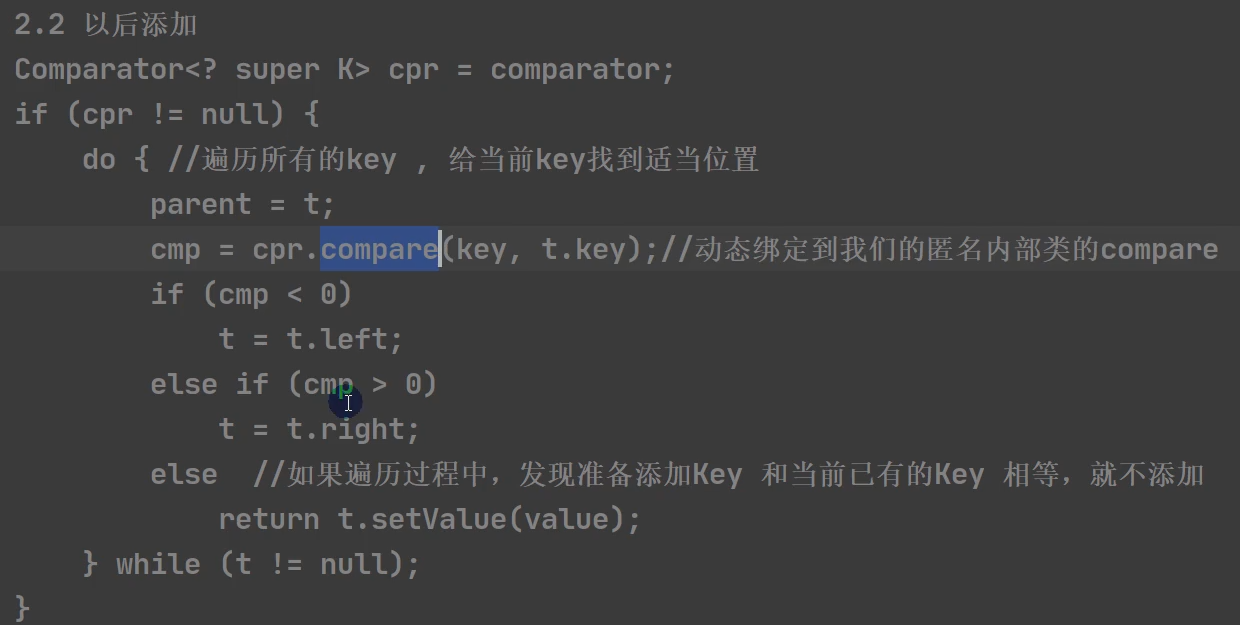 2.2 以后添加
Comparator<? super K> cpr = comparator;
if (cpr != null) {
    do { //遍历所有的key , 给当前key找到适当位置
        parent = t;
        cmp = cpr.compare(key, t.key);//动态绑定到我们的匿名内部类的compare
        if (cmp < 0)
            t = t.left;
        else if (cmp > 0)
            t = t.right;
        else  //如果遍历过程中，发现准备添加Key 和当前已有的Key 相等，就不添加
            return t.setValue(value);
    } while (t != null);
}